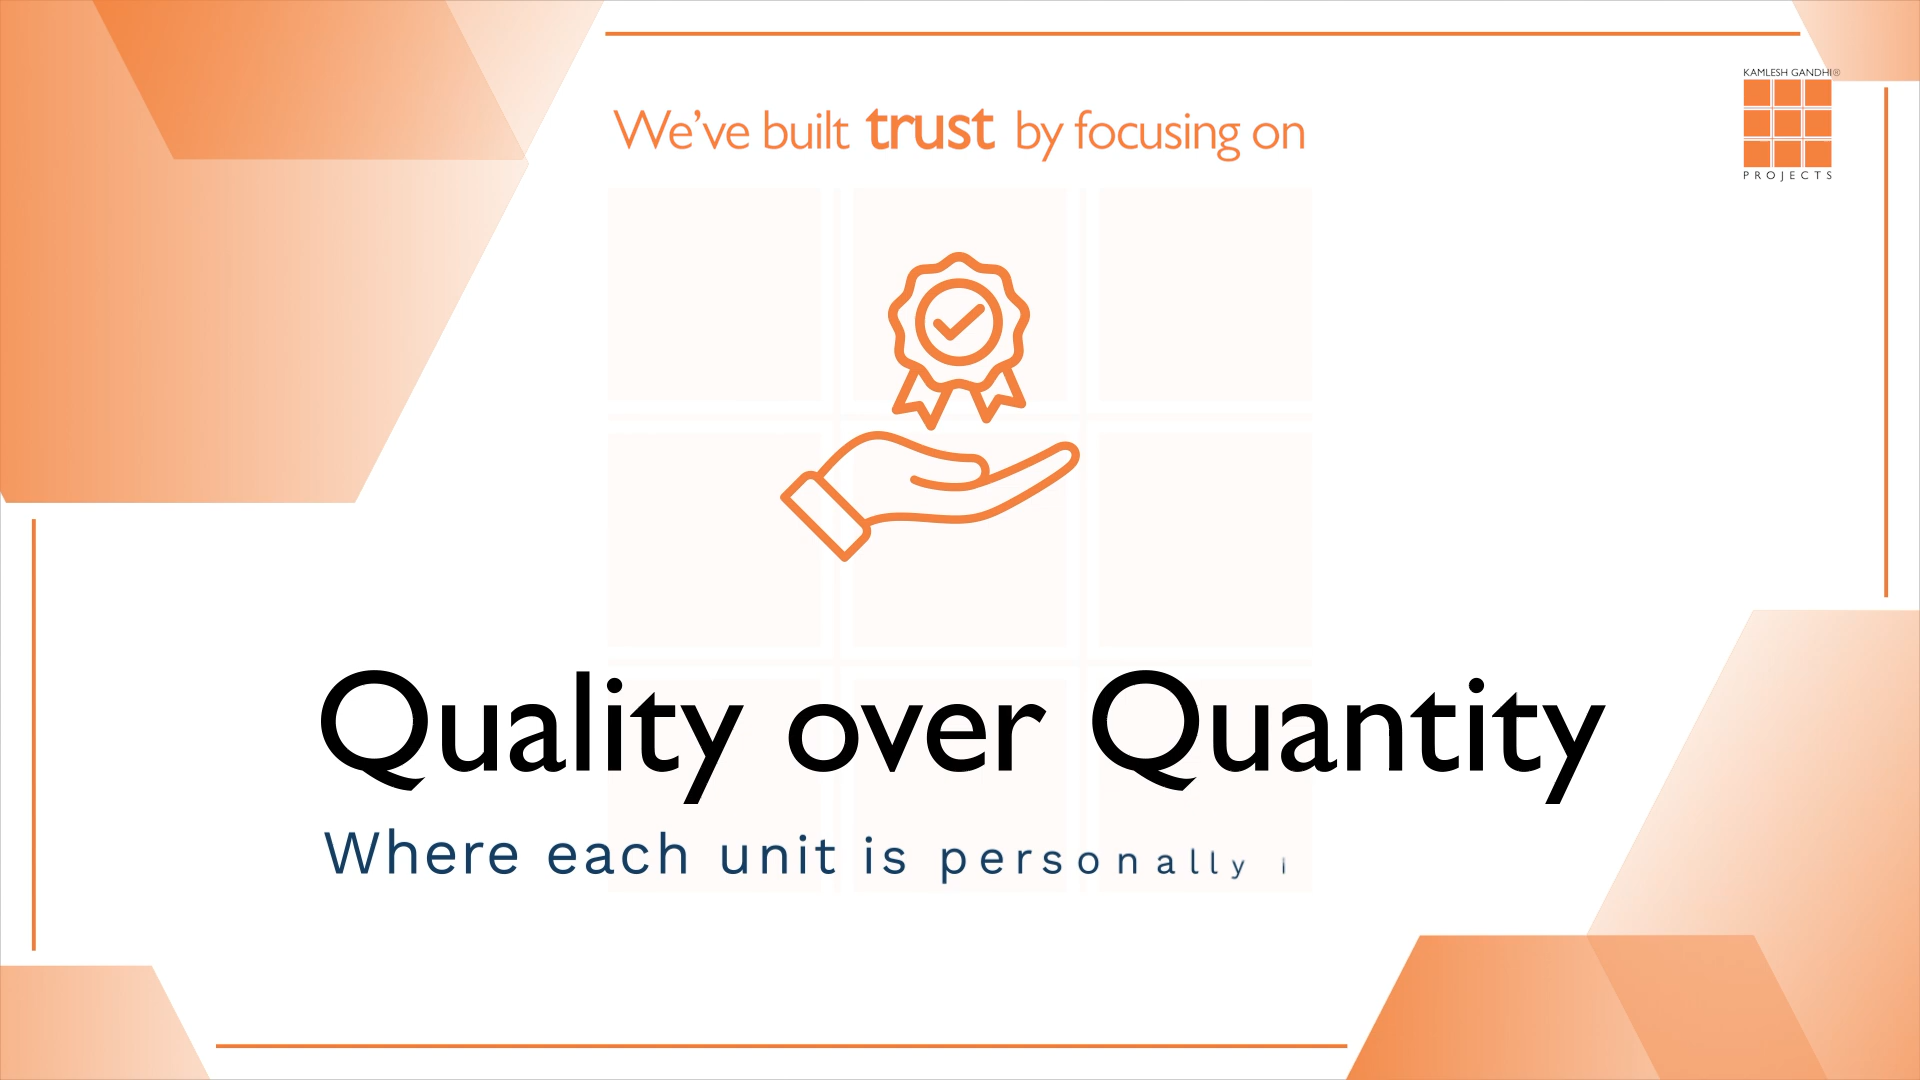 KAMLESH GANDHI®
PROJECTS
We've built trust by focusing on
Quality over Quantity
Where each unit is personally